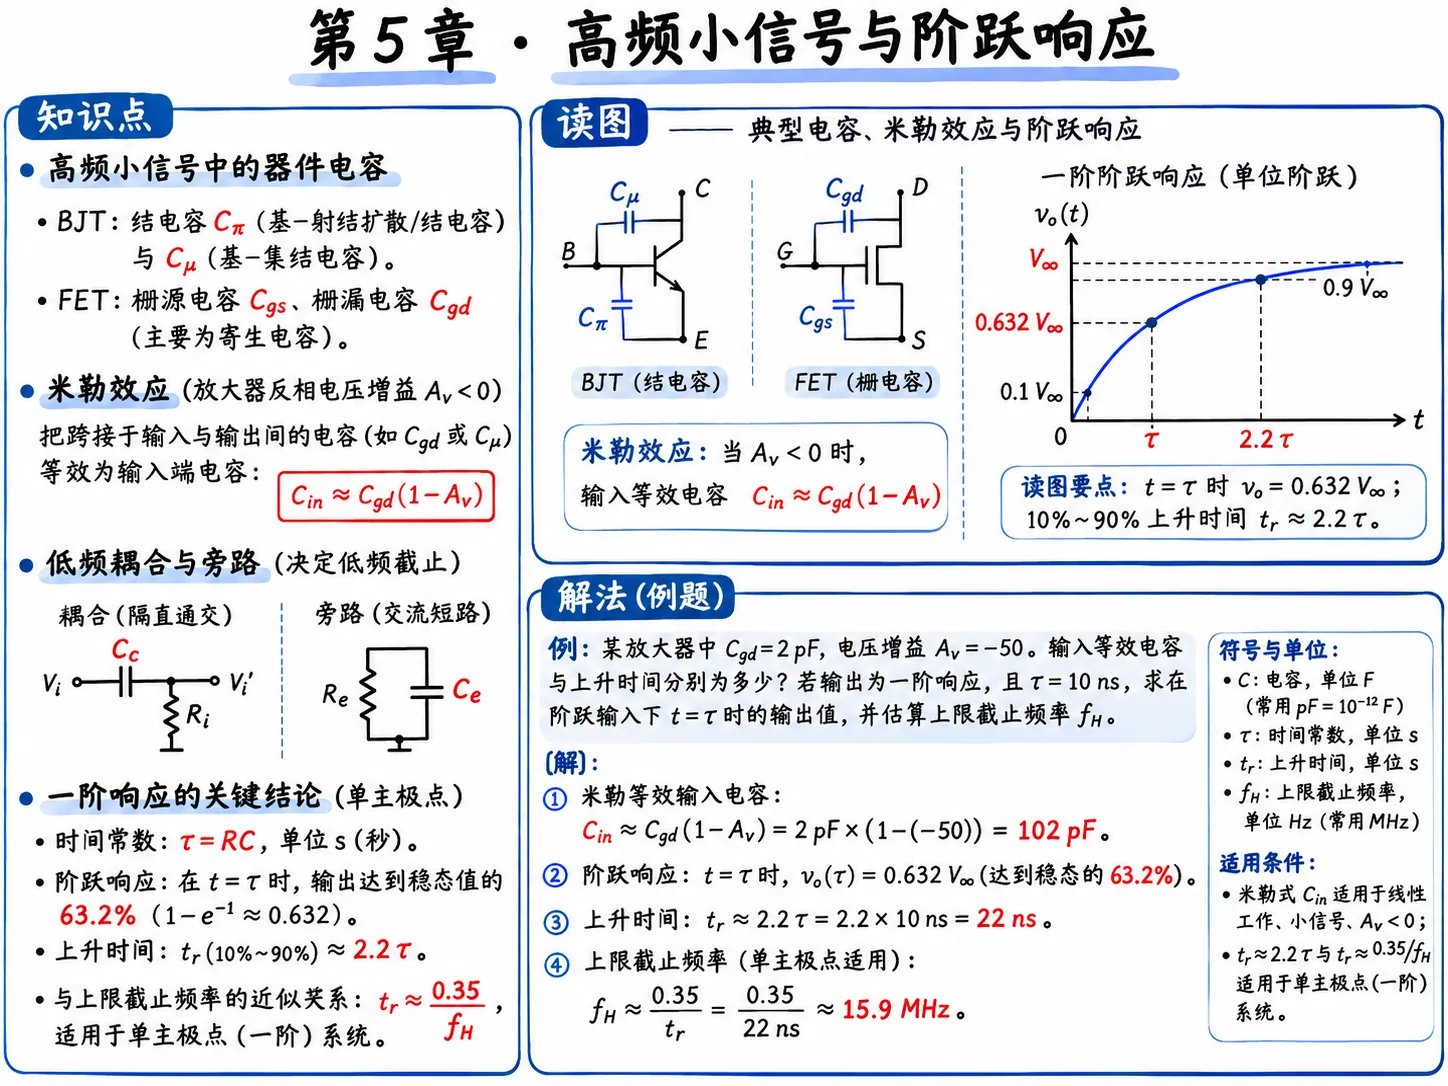 第5章·高频小信号与阶跃响应
知识点
• 高频小信号中的器件电容
• BJT：结电容 Cπ（基−射结扩散/结电容）
与 Cμ（基−集结电容）。
• FET：栅源电容 Cgs、栅漏电容 Cgd
（主要为寄生电容）。
• 米勒效应（放大器反相电压增益 Av < 0）
把跨接于输入与输出间的电容（如 Cgd 或 Cμ）
等效为输入端电容：
Cin ≈ Cgd(1−Av)
• 低频耦合与旁路（决定低频截止）
耦合（隔直通交）
Cc
Vi
Vi′
Ri
旁路（交流短路）
Re
Ce
• 一阶响应的关键结论（单主极点）
• 时间常数：τ = RC，单位 s（秒）。
• 阶跃响应：在 t = τ 时，输出达到稳态值的
63.2%（1−e⁻¹ ≈ 0.632）。
• 上升时间：tr(10%~90%) ≈ 2.2 τ。
• 与上限截止频率的近似关系：tr ≈ 0.35/fH，
适用于单主极点（一阶）系统。
读图 —— 典型电容、米勒效应与阶跃响应
Cμ
C
B
Cπ
E
BJT（结电容）
Cgd
D
G
Cgs
S
FET（栅电容）
米勒效应：当 Av < 0 时，
输入等效电容 Cin ≈ Cgd(1−Av)
一阶阶跃响应（单位阶跃）
vo(t)
V∞
0.9 V∞
0.632 V∞
0.1 V∞
0
τ
2.2 τ
t
读图要点：t = τ 时 vo = 0.632 V∞；
10%~90% 上升时间 tr ≈ 2.2 τ。
解法（例题）
例：某放大器中 Cgd = 2 pF，电压增益 Av = −50。输入等效电容
与上升时间分别为多少？若输出为一阶响应，且 τ = 10 ns，求在
阶跃输入下 t = τ 时的输出值，并估算上限截止频率 fH。
〔解〕：
① 米勒等效输入电容：
Cin ≈ Cgd(1−Av) = 2 pF × (1−(−50)) = 102 pF。
② 阶跃响应：t = τ 时，vo(τ) = 0.632 V∞（达到稳态的 63.2%）。
③ 上升时间：tr ≈ 2.2 τ = 2.2 × 10 ns = 22 ns。
④ 上限截止频率（单主极点适用）：
fH ≈ 0.35/tr = 0.35/22 ns ≈ 15.9 MHz。
符号与单位：
• C：电容，单位 F
（常用 pF = 10⁻¹² F）
• τ：时间常数，单位 s
• tr：上升时间，单位 s
• fH：上限截止频率，
单位 Hz（常用 MHz）
适用条件：
• 米勒式 Cin 适用于线性
工作、小信号、Av < 0；
• tr ≈ 2.2 τ 与 tr ≈ 0.35/fH
适用于单主极点（一阶）
系统。